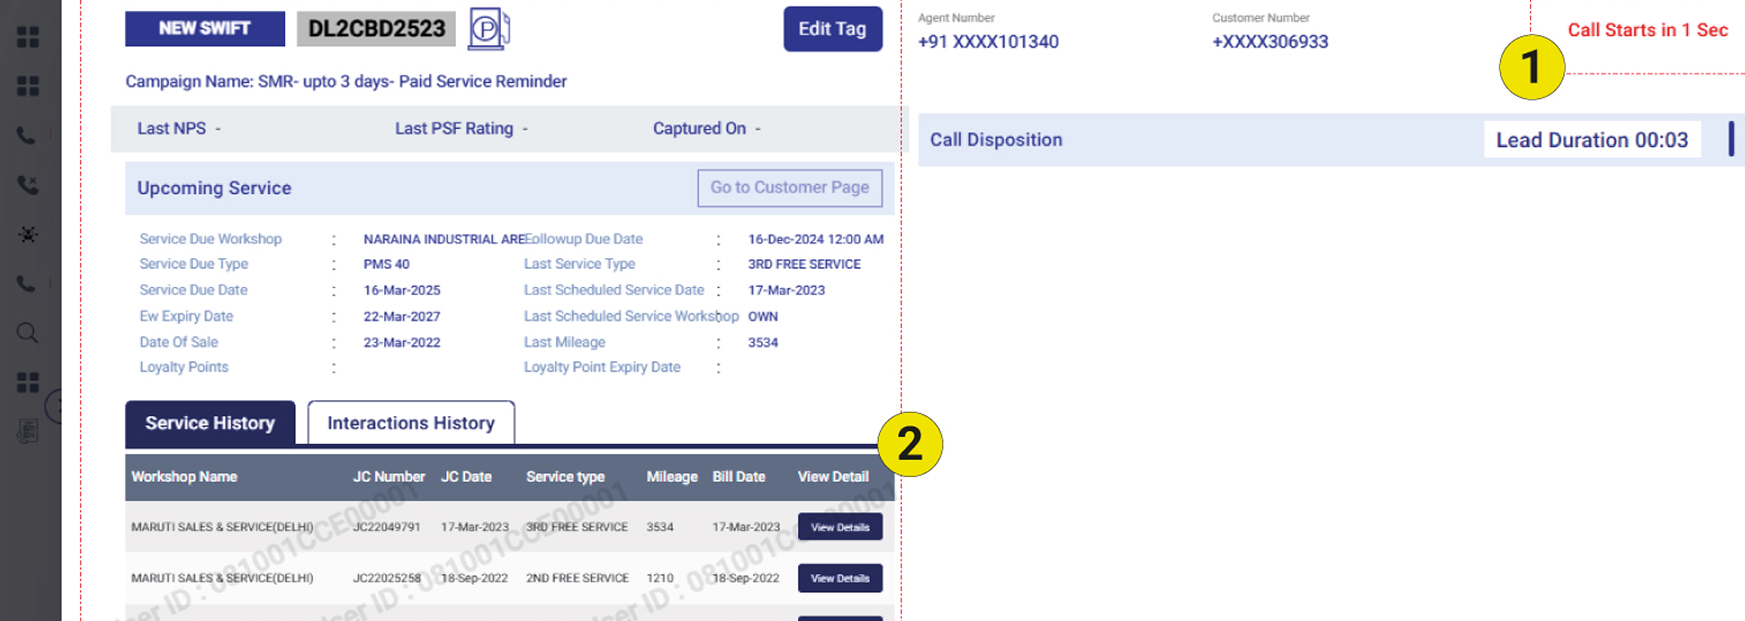 NEW SWIFT DL2CBD2523 P Edit Tag
Campaign Name: SMR- upto 3 days- Paid Service Reminder
Last NPS - Last PSF Rating - Captured On -
Upcoming Service Go to Customer Page
Service Due Workshop : NARAINA INDUSTRIAL ARE Followup Due Date : 16-Dec-2024 12:00 AM
Service Due Type : PMS 40 Last Service Type : 3RD FREE SERVICE
Service Due Date : 16-Mar-2025 Last Scheduled Service Date : 17-Mar-2023
Ew Expiry Date : 22-Mar-2027 Last Scheduled Service Workshop : OWN
Date Of Sale : 23-Mar-2022 Last Mileage : 3534
Loyalty Points : Loyalty Point Expiry Date :
Service History Interactions History
2
Workshop Name JC Number JC Date Service type Mileage Bill Date View Detail
MARUTI SALES & SERVICE(DELHI) JC22049791 17-Mar-2023 3RD FREE SERVICE 3534 17-Mar-2023 View Details
MARUTI SALES & SERVICE(DELHI) JC22025258 18-Sep-2022 2ND FREE SERVICE 1210 18-Sep-2022 View Details
User ID : 081001CCE00001
Agent Number Customer Number
+91 XXXX101340 +XXXX306933
Call Starts in 1 Sec
1
Call Disposition Lead Duration 00:03